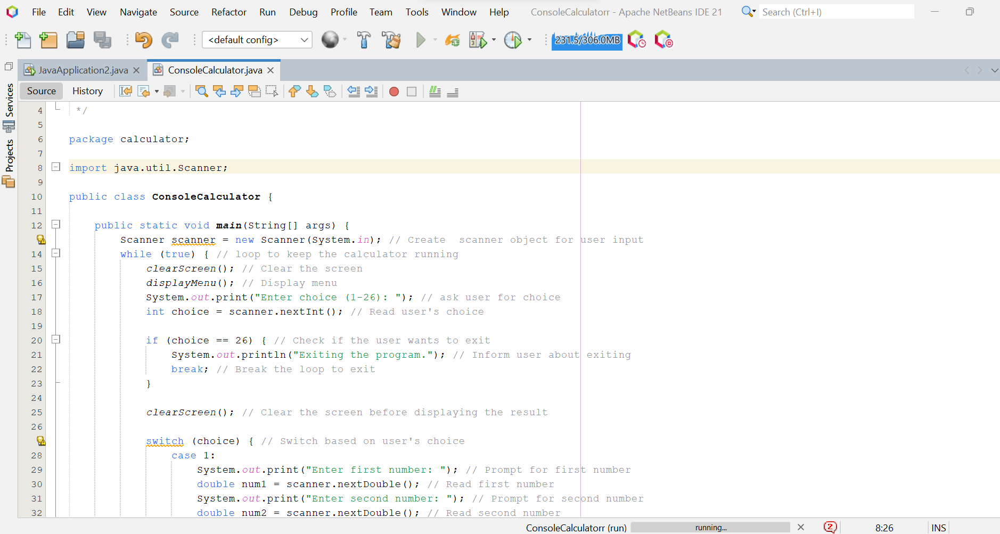 File Edit View Navigate Source Refactor Run Debug Profile Team Tools Window Help ConsoleCalculatorr - Apache NetBeans IDE 21 Search (Ctrl+I)
<default config> 231.5/306.0MB
JavaApplication2.java ConsoleCalculator.java
Source History
Services
Projects
4 */
5
6 package calculator;
7
8 import java.util.Scanner;
9
10 public class ConsoleCalculator {
11
12 public static void main(String[] args) {
Scanner scanner = new Scanner(System.in); // Create  scanner object for user input
14 while (true) { // loop to keep the calculator running
15 clearScreen(); // Clear the screen
16 displayMenu(); // Display menu
17 System.out.print("Enter choice (1-26): "); // ask user for choice
18 int choice = scanner.nextInt(); // Read user's choice
19
20 if (choice == 26) { // Check if the user wants to exit
21 System.out.println("Exiting the program."); // Inform user about exiting
22 break; // Break the loop to exit
23 }
24
25 clearScreen(); // Clear the screen before displaying the result
26
switch (choice) { // Switch based on user's choice
28 case 1:
29 System.out.print("Enter first number: "); // Prompt for first number
30 double num1 = scanner.nextDouble(); // Read first number
31 System.out.print("Enter second number: "); // Prompt for second number
32 double num2 = scanner.nextDouble(); // Read second number
ConsoleCalculatorr (run) running... 2 8:26 INS